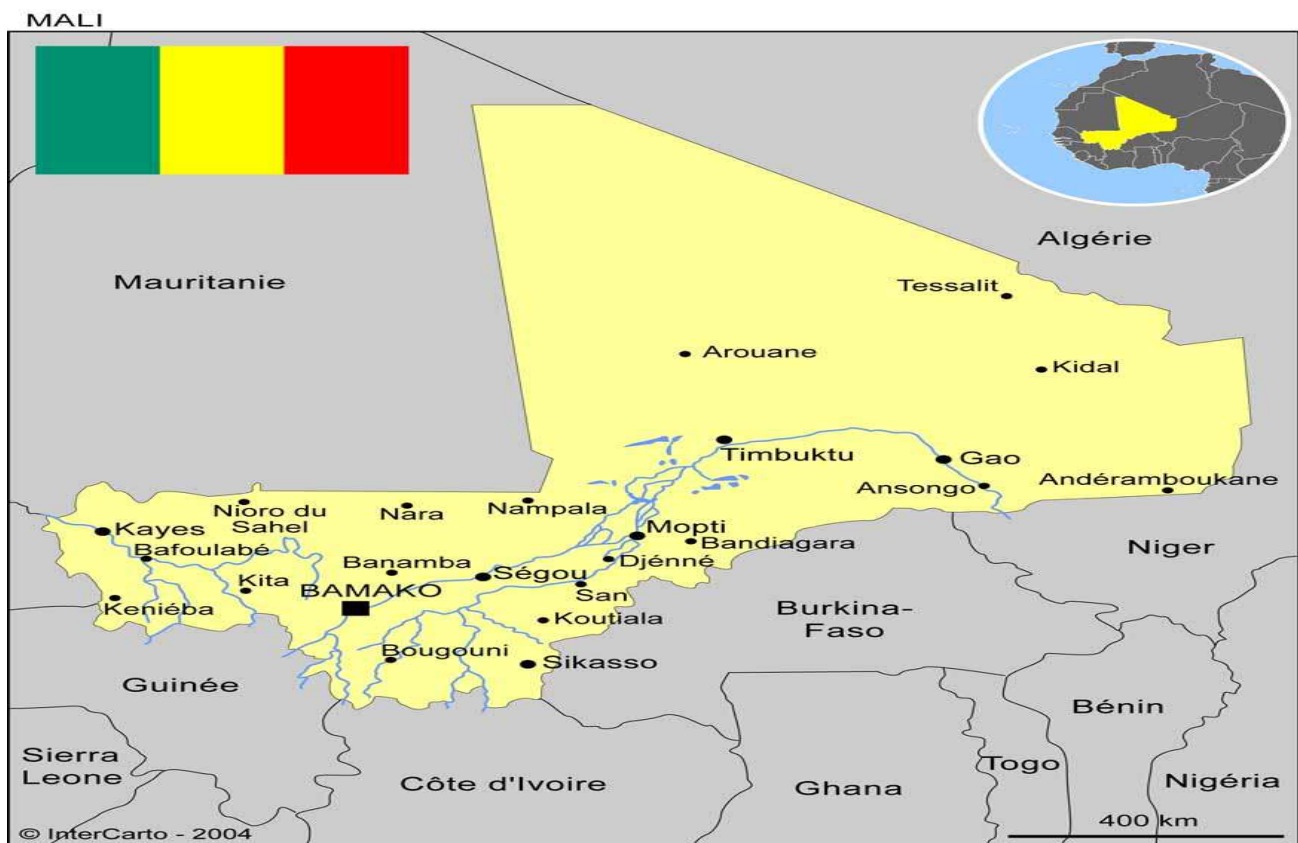 MALI
Algérie
Mauritanie
Tessalit
Arouane
Kidal
Timbuktu
Gao
Ansongo
Andéramboukane
Nioro du
Sahel
Nara
Nampala
Kayes
Mopti
Bandiagara
Bafoulabé
Djénné
Niger
Banamba
Ségou
Kita
BAMAKO
San
Keniéba
Koutiala
Burkina-
Faso
Bougouni
Sikasso
Guinée
Bénin
Sierra
Leone
Côte d'Ivoire
Ghana
Togo
Nigéria
400 km
© InterCarto - 2004